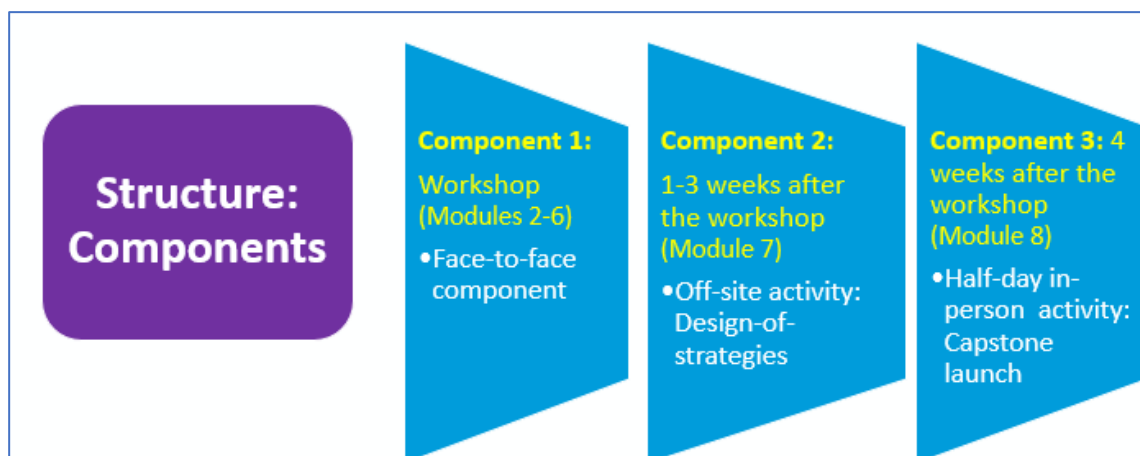 Structure:
Components
Component 1:
Workshop
(Modules 2-6)
•Face-to-face
component
Component 2:
1-3 weeks after
the workshop
(Module 7)
•Off-site activity:
Design-of-
strategies
Component 3: 4
weeks after the
workshop
(Module 8)
•Half-day in-
person activity:
Capstone
launch